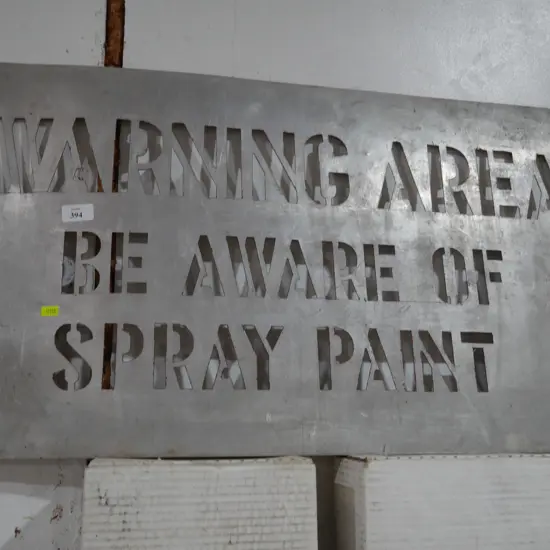 WARNING AREA
394
BE AWARE OF
SPRAY PAINT